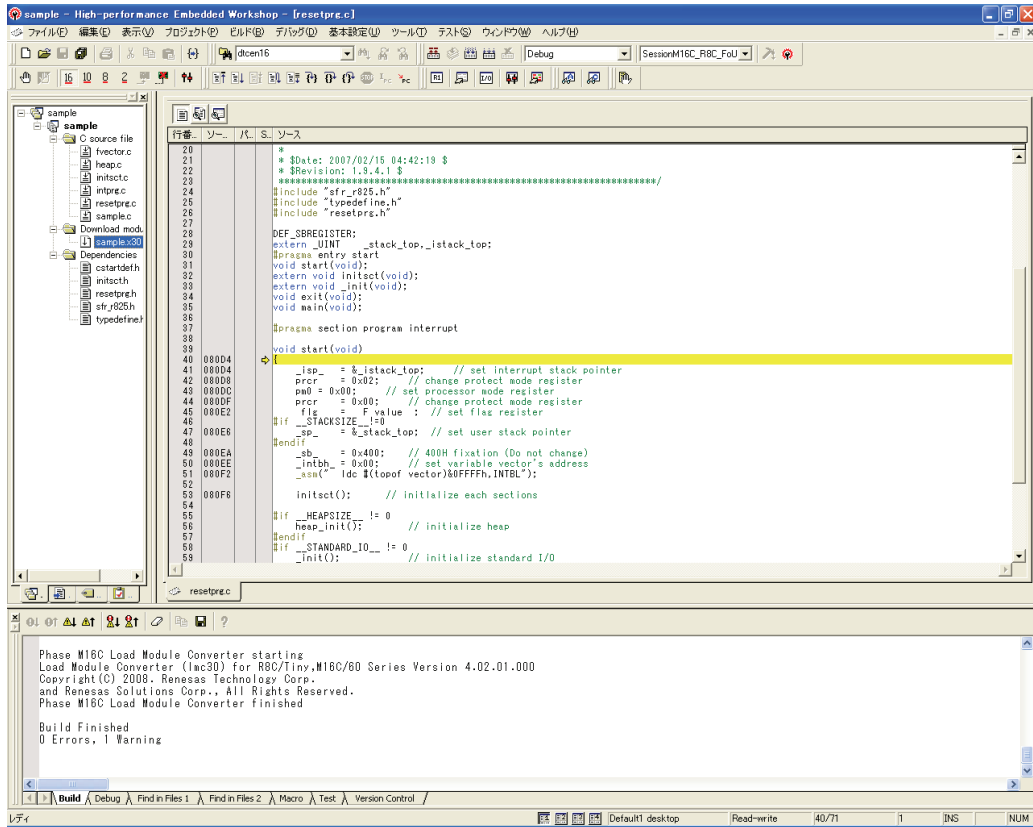 sample - High-performance Embedded Workshop - [resetprg.c]
ファイル(F) 編集(E) 表示(V) プロジェクト(P) ビルド(B) デバッグ(D) 基本設定(U) ツール(T) テスト(S) ウィンドウ(W) ヘルプ(H)
dtcen16 Debug SessionM16C_R8C_FoU
16 10 8 2
sample
sample
C source file
fvector.c
heap.c
initsct.c
intprg.c
resetprg.c
sample.c
Download modu
sample.x30
Dependencies
cstartdef.h
initsct.h
resetprg.h
sfr_r825.h
typedefine.h
行番... ソー... パ... S... ソース
20 *
21 * $Date: 2007/02/15 04:42:19 $
22 * $Revision: 1.9.4.1 $
23 *******************************************************************/
24 #include "sfr_r825.h"
25 #include "typedefine.h"
26 #include "resetprg.h"
27
28 DEF_SBREGISTER;
29 extern _UINT _stack_top,_istack_top;
30 #pragma entry start
31 void start(void);
32 extern void initsct(void);
33 extern void _init(void);
34 void exit(void);
35 void main(void);
36
37 #pragma section program interrupt
38
39 void start(void)
40 080D4 {
41 080D4 _isp_ = &_istack_top; // set interrupt stack pointer
42 080D8 prcr = 0x02; // change protect mode register
43 080DC pm0 = 0x00; // set processor mode register
44 080DF prcr = 0x00; // change protect mode register
45 080E2 _flg_ = _F_value_; // set flag register
46 #if __STACKSIZE__!=0
47 080E6 _sp_ = &_stack_top; // set user stack pointer
48 #endif
49 080EA _sb_ = 0x400; // 400H fixation (Do not change)
50 080EE _intbh_ = 0x00; // set variable vector's address
51 080F2 _asm(" ldc #(topof vector)&0FFFFh,INTBL");
52
53 080F6 initsct(); // initlalize each sections
54
55 #if __HEAPSIZE__ != 0
56 heap_init(); // initialize heap
57 #endif
58 #if __STANDARD_IO__ != 0
59 _init(); // initialize standard I/O
resetprg.c
Phase M16C Load Module Converter starting
Load Module Converter (lmc30) for R8C/Tiny,M16C/60 Series Version 4.02.01.000
Copyright(C) 2008. Renesas Technology Corp.
and Renesas Solutions Corp., All Rights Reserved.
Phase M16C Load Module Converter finished
Build Finished
0 Errors, 1 Warning
Build Debug Find in Files 1 Find in Files 2 Macro Test Version Control
レディ Default1 desktop Read-write 40/71 1 INS NUM